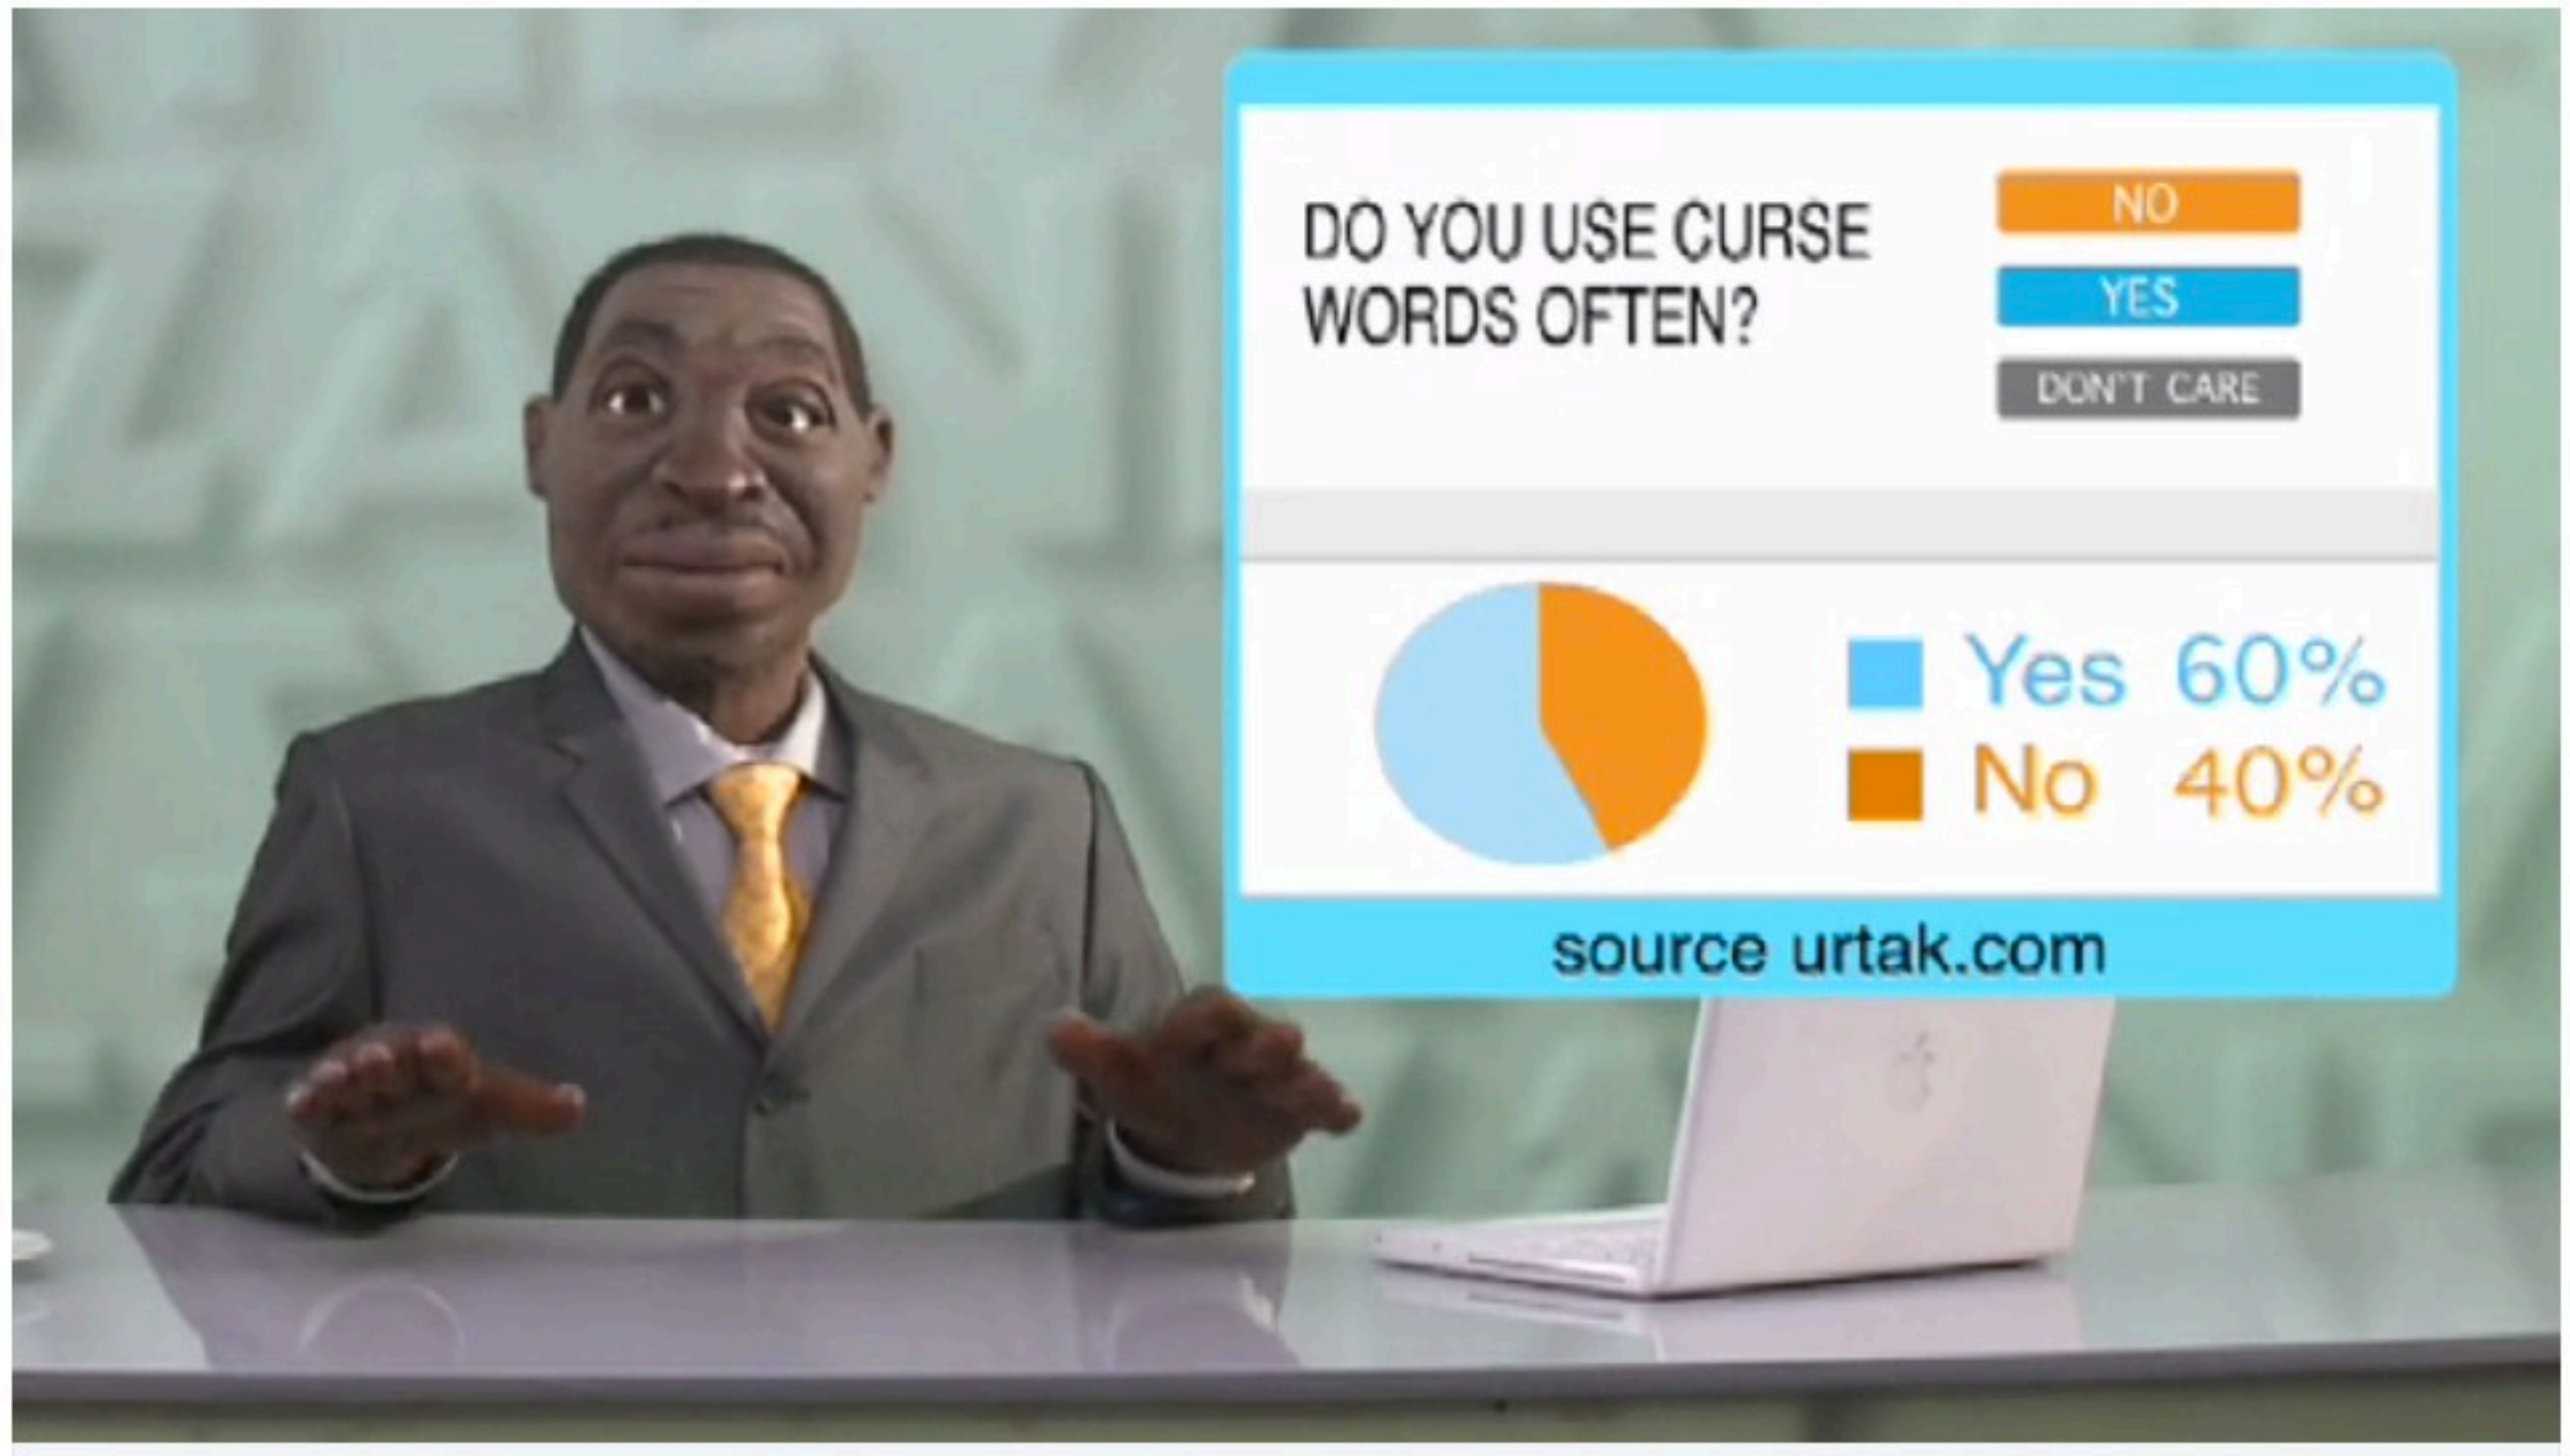 DO YOU USE CURSE
WORDS OFTEN?
NO
YES
DON'T CARE
Yes 60%
No 40%
source urtak.com